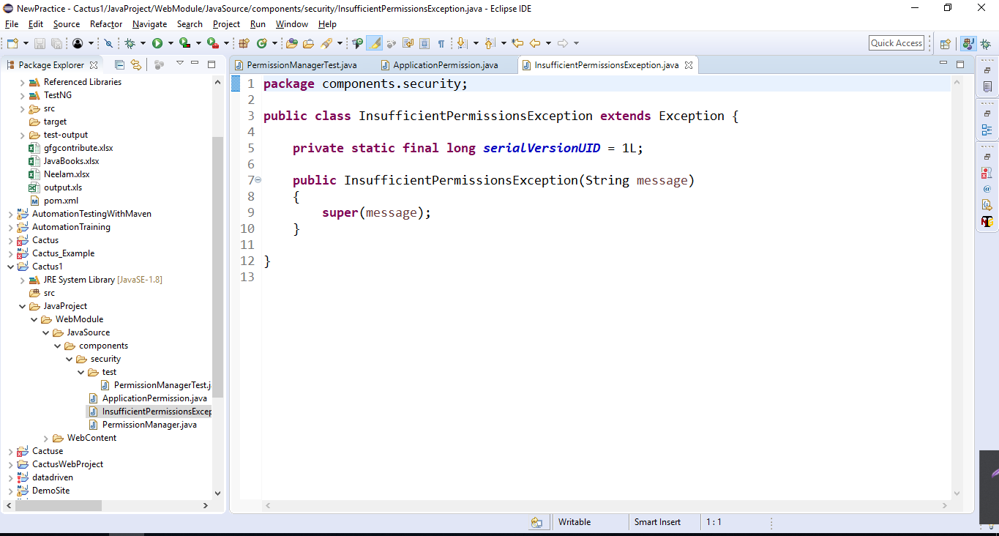 NewPractice - Cactus1/JavaProject/WebModule/JavaSource/components/security/InsufficientPermissionsException.java - Eclipse IDE
File Edit Source Refactor Navigate Search Project Run Window Help
Quick Access
Package Explorer
Referenced Libraries
TestNG
src
target
test-output
gfgcontribute.xlsx
JavaBooks.xlsx
Neelam.xlsx
output.xls
pom.xml
AutomationTestingWithMaven
AutomationTraining
Cactus
Cactus_Example
Cactus1
JRE System Library [JavaSE-1.8]
src
JavaProject
WebModule
JavaSource
components
security
test
PermissionManagerTest.j
ApplicationPermission.java
InsufficientPermissionsExcep
PermissionManager.java
WebContent
Cactuse
CactusWebProject
datadriven
DemoSite
PermissionManagerTest.java ApplicationPermission.java InsufficientPermissionsException.java
1 package components.security;
2
3 public class InsufficientPermissionsException extends Exception {
4
5 private static final long serialVersionUID = 1L;
6
7 public InsufficientPermissionsException(String message)
8 {
9 super(message);
10 }
11
12 }
13
Writable Smart Insert 1 : 1